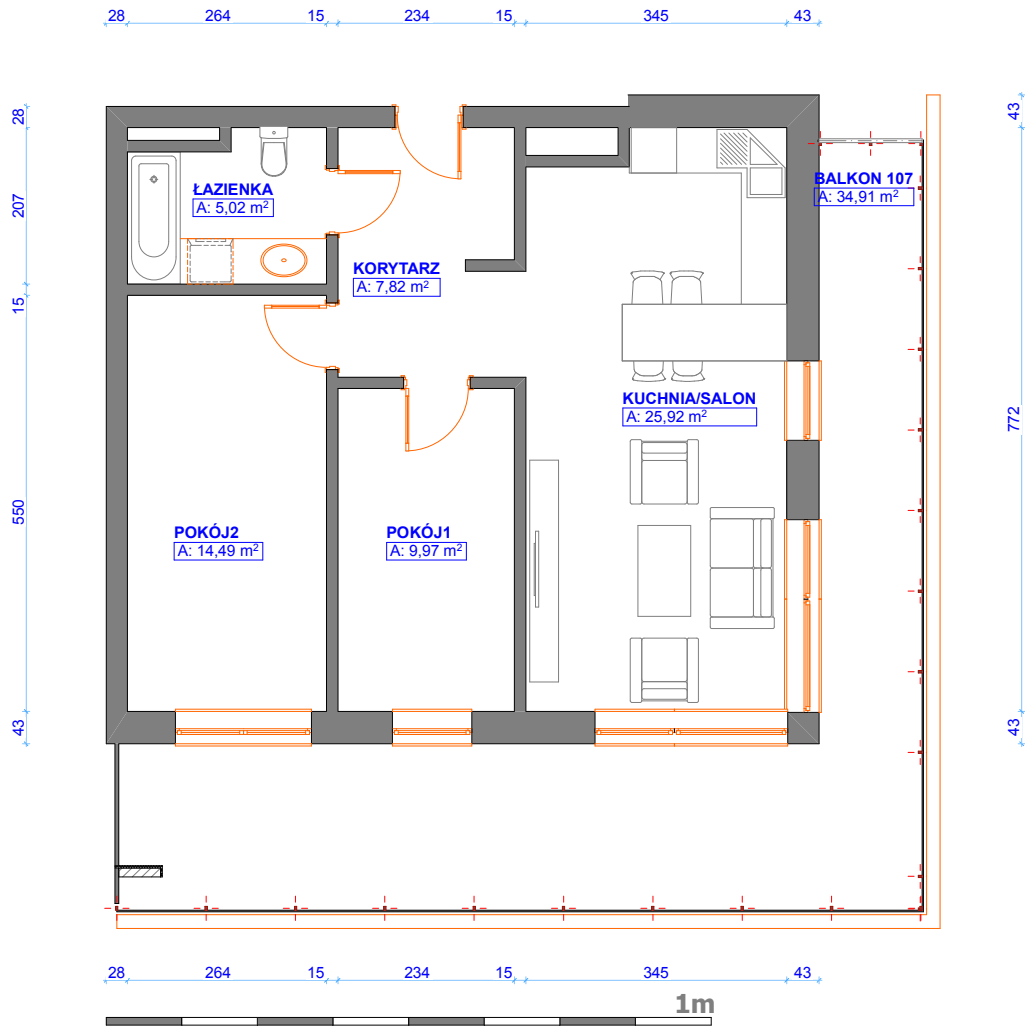 28 264 15 234 15 345 43
28
43
ŁAZIENKA
A: 5,02 m²
BALKON 107
A: 34,91 m²
207
KORYTARZ
A: 7,82 m²
15
KUCHNIA/SALON
A: 25,92 m²
772
550
POKÓJ2
A: 14,49 m²
POKÓJ1
A: 9,97 m²
43
43
28 264 15 234 15 345 43
1m